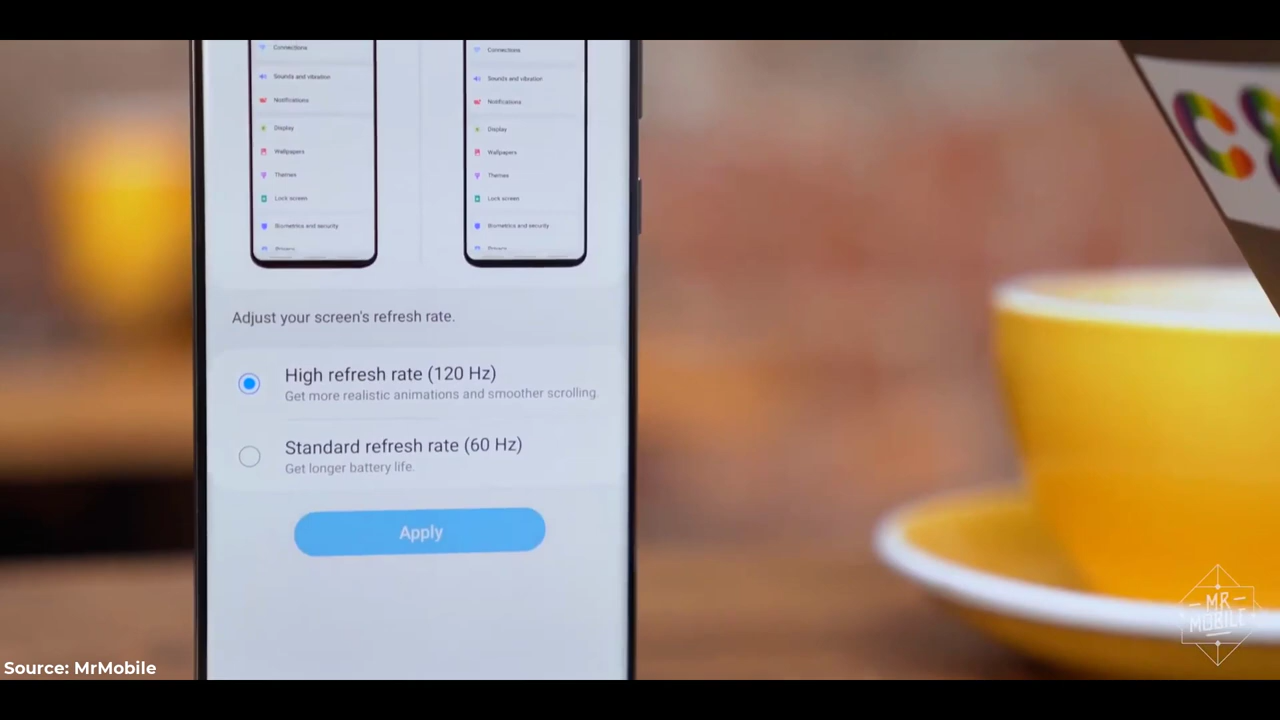 Connections
Sounds and vibration
Notifications
Display
Wallpapers
Themes
Lock screen
Biometrics and security
Privacy
Connections
Sounds and vibration
Notifications
Display
Wallpapers
Themes
Lock screen
Biometrics and security
Privacy
Adjust your screen's refresh rate.
High refresh rate (120 Hz)
Get more realistic animations and smoother scrolling.
Standard refresh rate (60 Hz)
Get longer battery life.
Apply
MR
MOBILE
Source: MrMobile